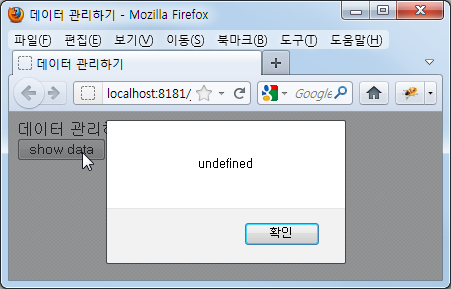 데이터 관리하기 - Mozilla Firefox
파일(F) 편집(E) 보기(V) 이동(S) 북마크(B) 도구(T) 도움말(H)
데이터 관리하기
localhost:8181/ Google
데이터 관리하
show data
undefined
확인